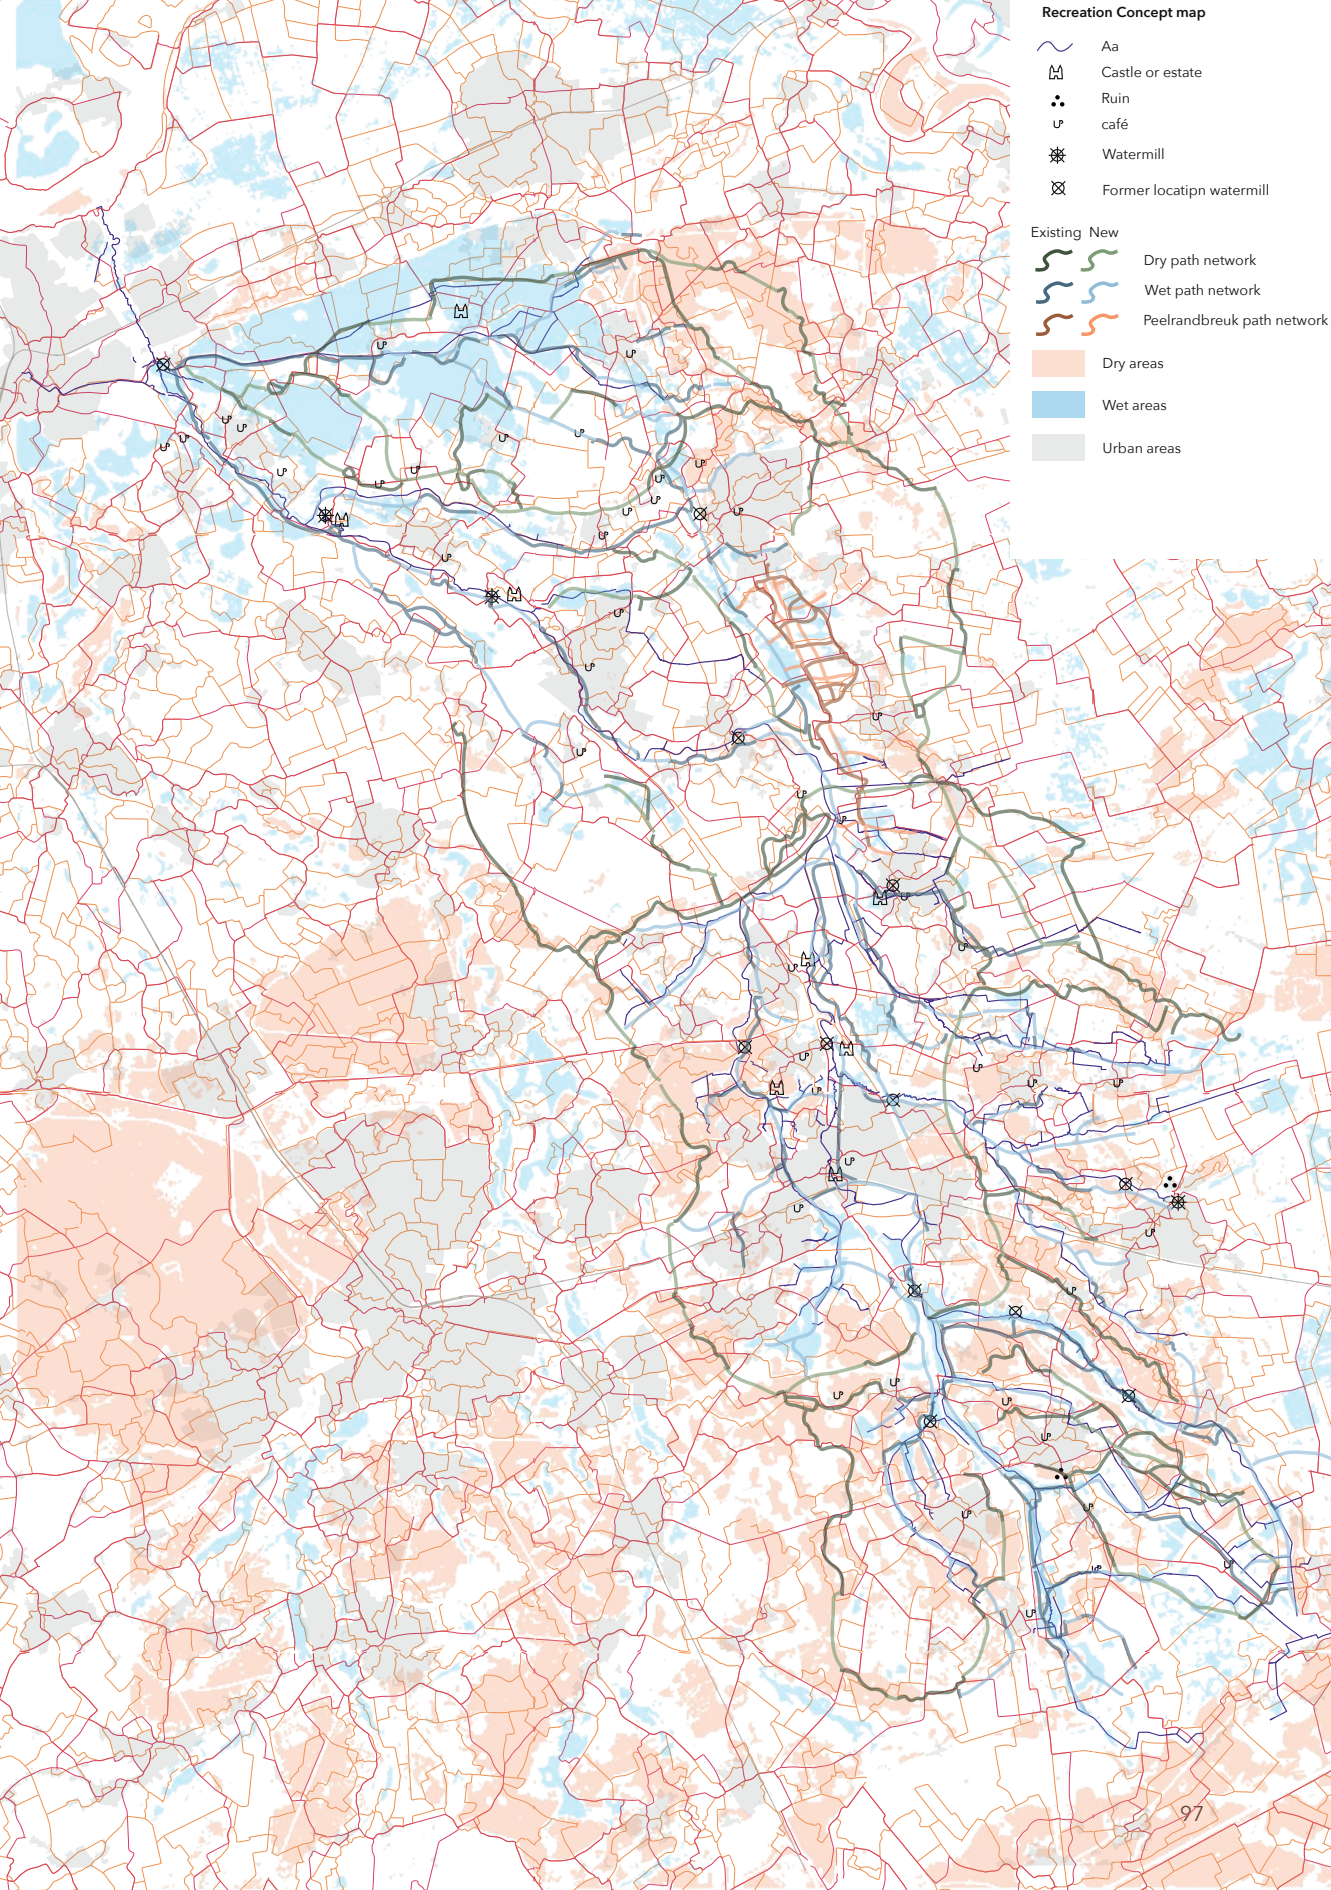 Recreation Concept map
Aa
Castle or estate
Ruin
café
Watermill
Former locatipn watermill
Existing New
Dry path network
Wet path network
Peelrandbreuk path network
Dry areas
Wet areas
Urban areas
97